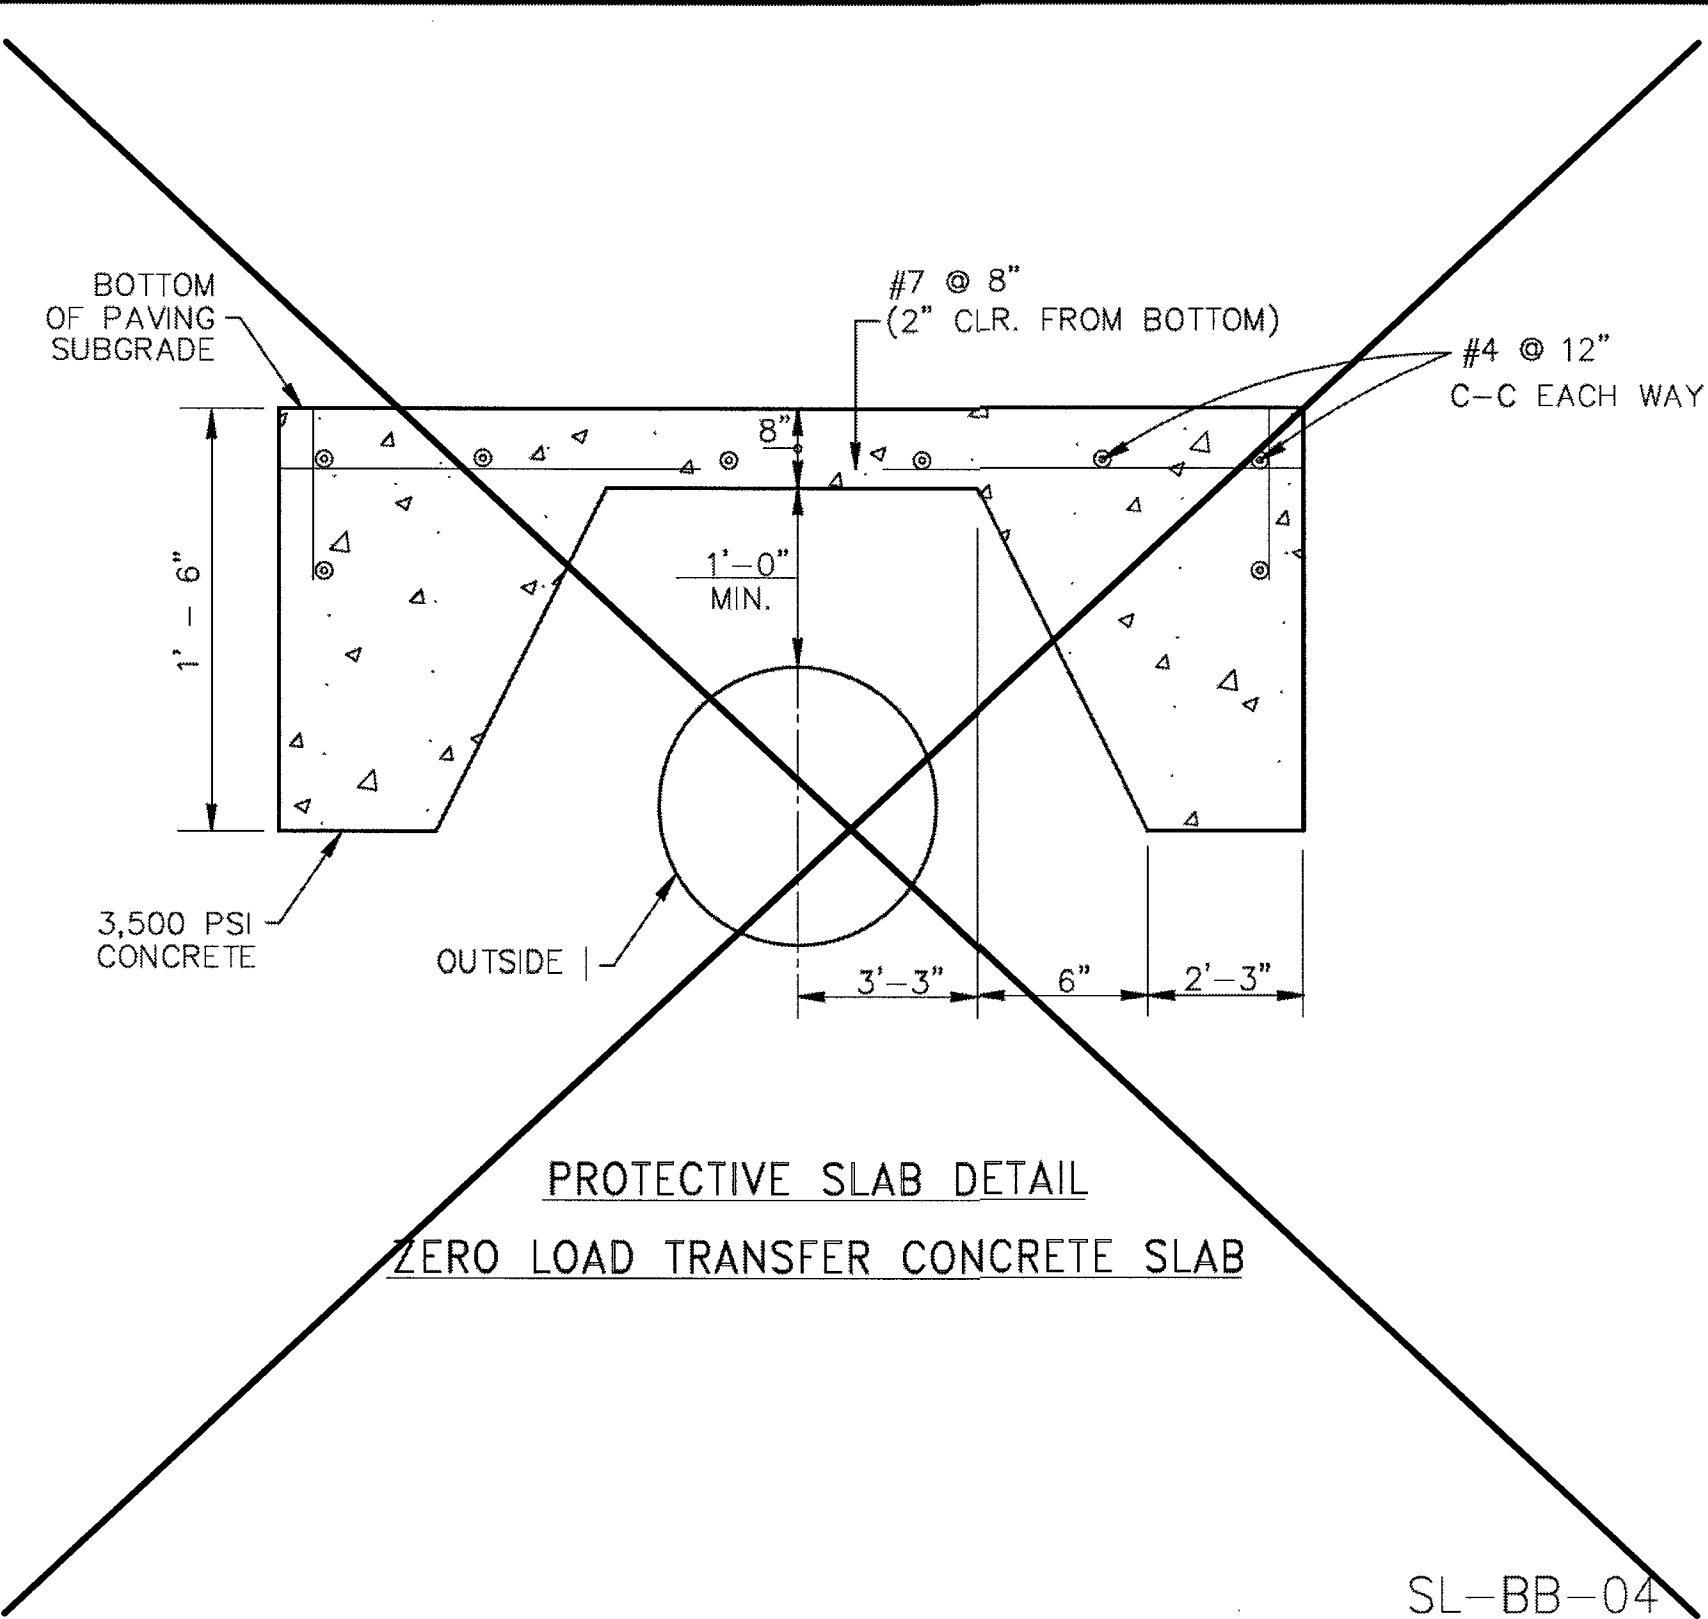 BOTTOM
OF PAVING
SUBGRADE
#7 @ 8"
(2" CLR. FROM BOTTOM)
#4 @ 12"
C-C EACH WAY
8"
1'-0"
MIN.
1' - 6"
3,500 PSI
CONCRETE
OUTSIDE |
3'-3"
6"
2'-3"
PROTECTIVE SLAB DETAIL
ZERO LOAD TRANSFER CONCRETE SLAB
SL-BB-04